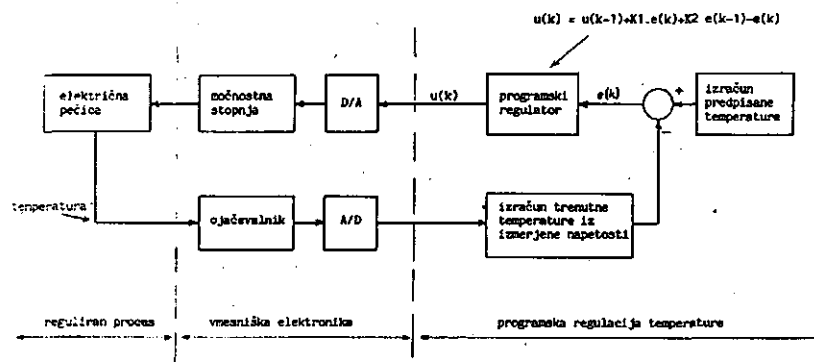 u(k) = u(k-1)+K1.e(k)+K2 e(k-1)-e(k)
električna
pečica
močnostna
stopnja
D/A
u(k)
programski
regulator
e(k)
+
-
izračun
predpisane
temperature
temperatura
ojačevalnik
A/D
izračun trenutne
temperature iz
izmerjene napetosti
reguliran proces
vmesniška elektronika
programska regulacija temperature